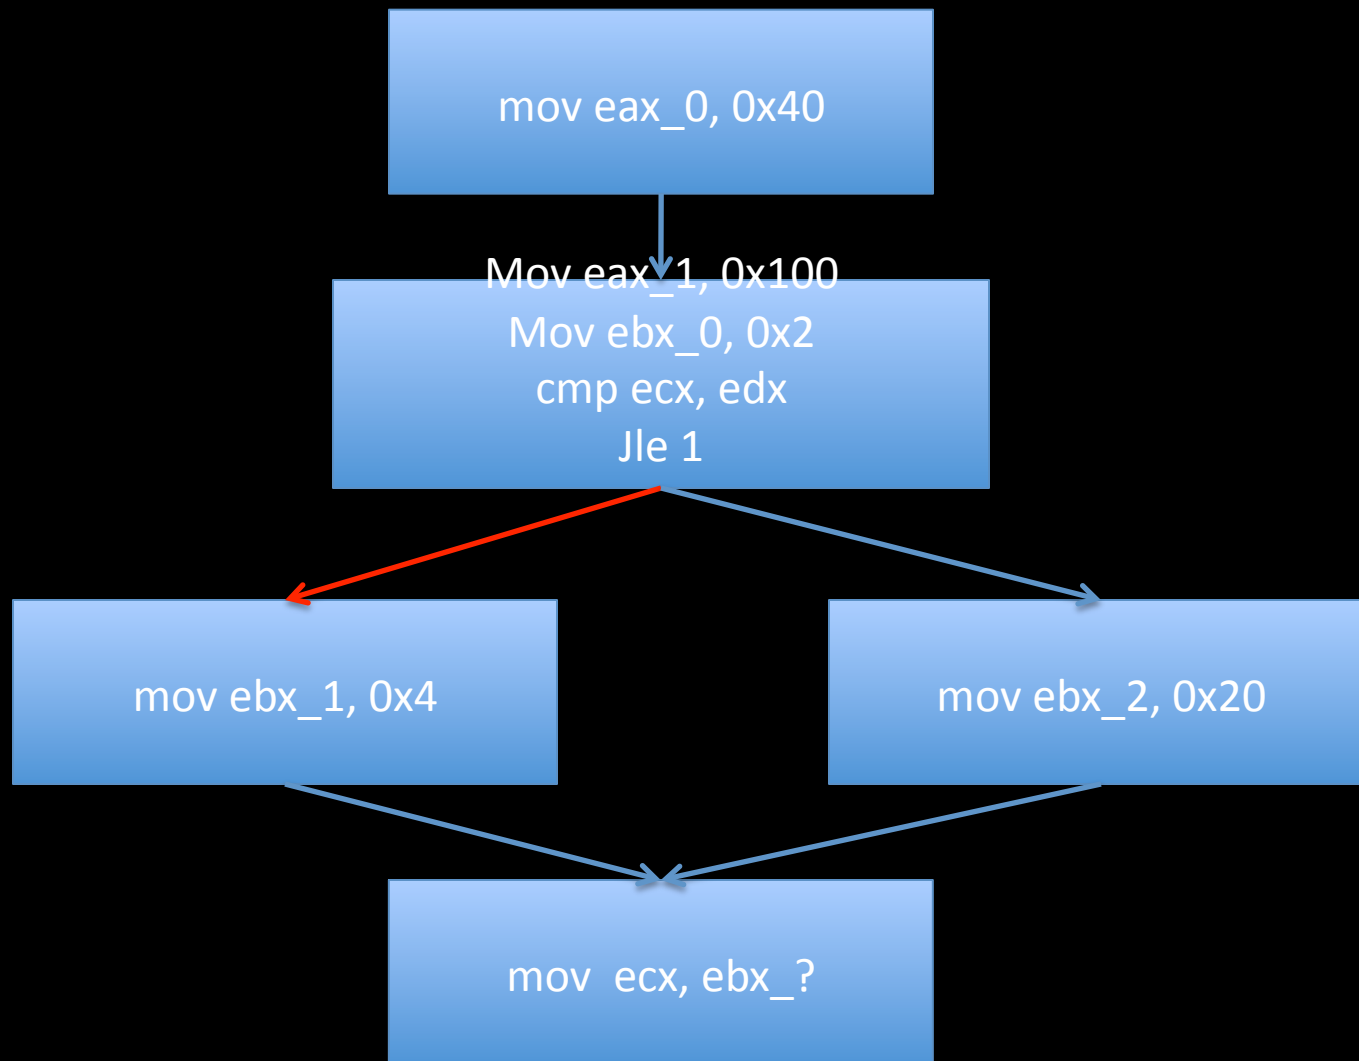 mov eax_0, 0x40
Mov eax_1, 0x100
Mov ebx_0, 0x2
cmp ecx, edx
Jle 1
mov ebx_1, 0x4
mov ebx_2, 0x20
mov  ecx, ebx_?